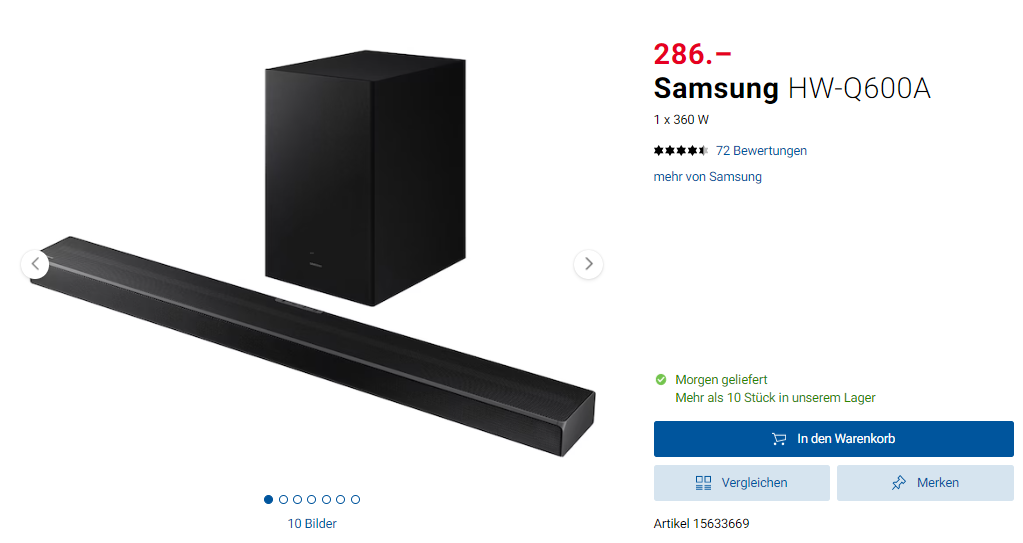 286.–
Samsung HW-Q600A
1 x 360 W
72 Bewertungen
mehr von Samsung
Morgen geliefert
Mehr als 10 Stück in unserem Lager
In den Warenkorb
Vergleichen
Merken
10 Bilder
Artikel 15633669